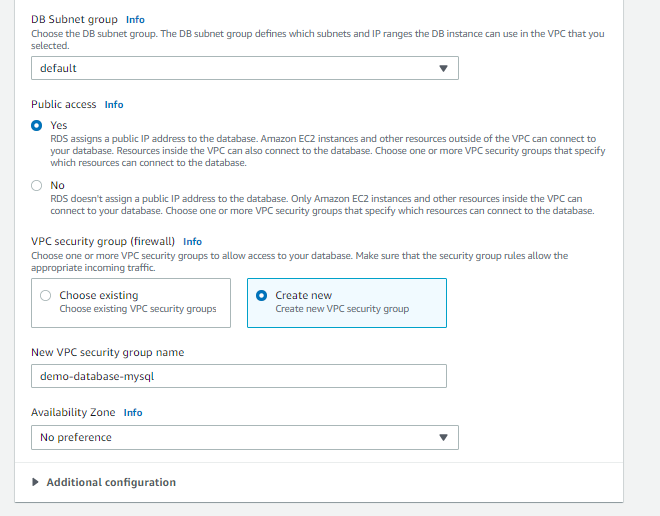 DB Subnet group Info
Choose the DB subnet group. The DB subnet group defines which subnets and IP ranges the DB instance can use in the VPC that you
selected.
default
Public access Info
Yes
RDS assigns a public IP address to the database. Amazon EC2 instances and other resources outside of the VPC can connect to
your database. Resources inside the VPC can also connect to the database. Choose one or more VPC security groups that specify
which resources can connect to the database.
No
RDS doesn't assign a public IP address to the database. Only Amazon EC2 instances and other resources inside the VPC can
connect to your database. Choose one or more VPC security groups that specify which resources can connect to the database.
VPC security group (firewall) Info
Choose one or more VPC security groups to allow access to your database. Make sure that the security group rules allow the
appropriate incoming traffic.
Choose existing
Choose existing VPC security groups
Create new
Create new VPC security group
New VPC security group name
demo-database-mysql
Availability Zone Info
No preference
Additional configuration